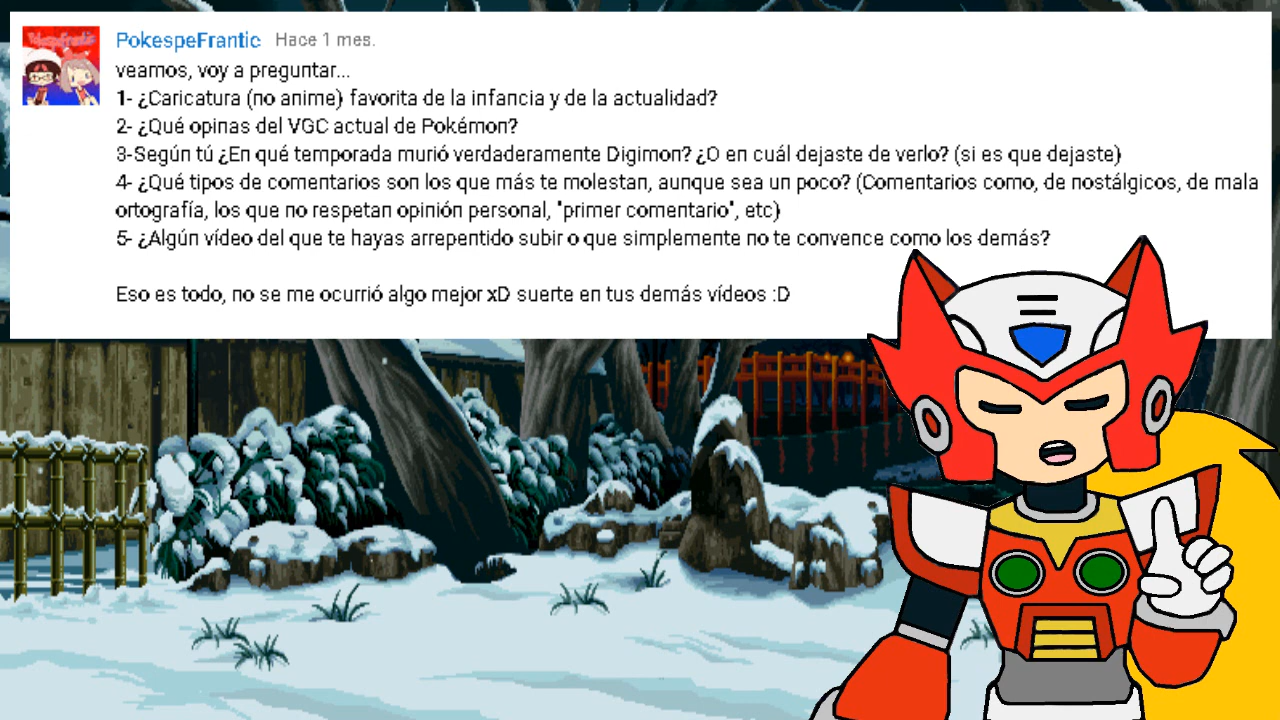 PokespeFrantic Hace 1 mes.
veamos, voy a preguntar...
1- ¿Caricatura (no anime) favorita de la infancia y de la actualidad?
2- ¿Qué opinas del VGC actual de Pokémon?
3-Según tú ¿En qué temporada murió verdaderamente Digimon? ¿O en cuál dejaste de verlo? (si es que dejaste)
4- ¿Qué tipos de comentarios son los que más te molestan, aunque sea un poco? (Comentarios como, de nostálgicos, de mala
ortografía, los que no respetan opinión personal, "primer comentario", etc)
5- ¿Algún vídeo del que te hayas arrepentido subir o que simplemente no te convence como los demás?
Eso es todo, no se me ocurrió algo mejor xD suerte en tus demás vídeos :D